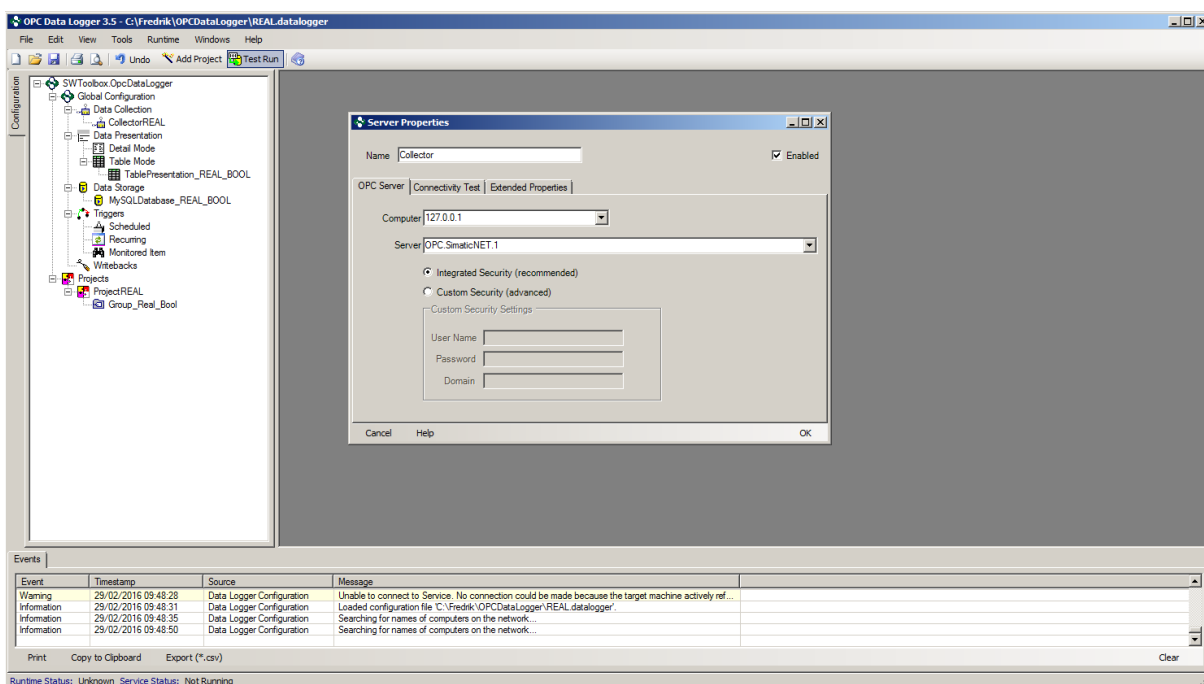 OPC Data Logger 3.5 - C:\Fredrik\OPCDataLogger\REAL.datalogger
File Edit View Tools Runtime Windows Help
Undo Add Project Test Run
Configuration
SWToolbox.OpcDataLogger
Global Configuration
Data Collection
CollectorREAL
Data Presentation
Detail Mode
Table Mode
TablePresentation_REAL_BOOL
Data Storage
MySQLDatabase_REAL_BOOL
Triggers
Scheduled
Recurring
Monitored Item
Writebacks
Projects
ProjectREAL
Group_Real_Bool
Server Properties
Name Collector Enabled
OPC Server Connectivity Test Extended Properties
Computer 127.0.0.1
Server OPC.SimaticNET.1
Integrated Security (recommended)
Custom Security (advanced)
Custom Security Settings
User Name
Password
Domain
Cancel Help OK
Events
Event Timestamp Source Message
Warning 29/02/2016 09:48:28 Data Logger Configuration Unable to connect to Service. No connection could be made because the target machine actively ref...
Information 29/02/2016 09:48:31 Data Logger Configuration Loaded configuration file 'C:\Fredrik\OPCDataLogger\REAL.datalogger'.
Information 29/02/2016 09:48:35 Data Logger Configuration Searching for names of computers on the network...
Information 29/02/2016 09:48:50 Data Logger Configuration Searching for names of computers on the network...
Print Copy to Clipboard Export (*.csv) Clear
Runtime Status: Unknown Service Status: Not Running